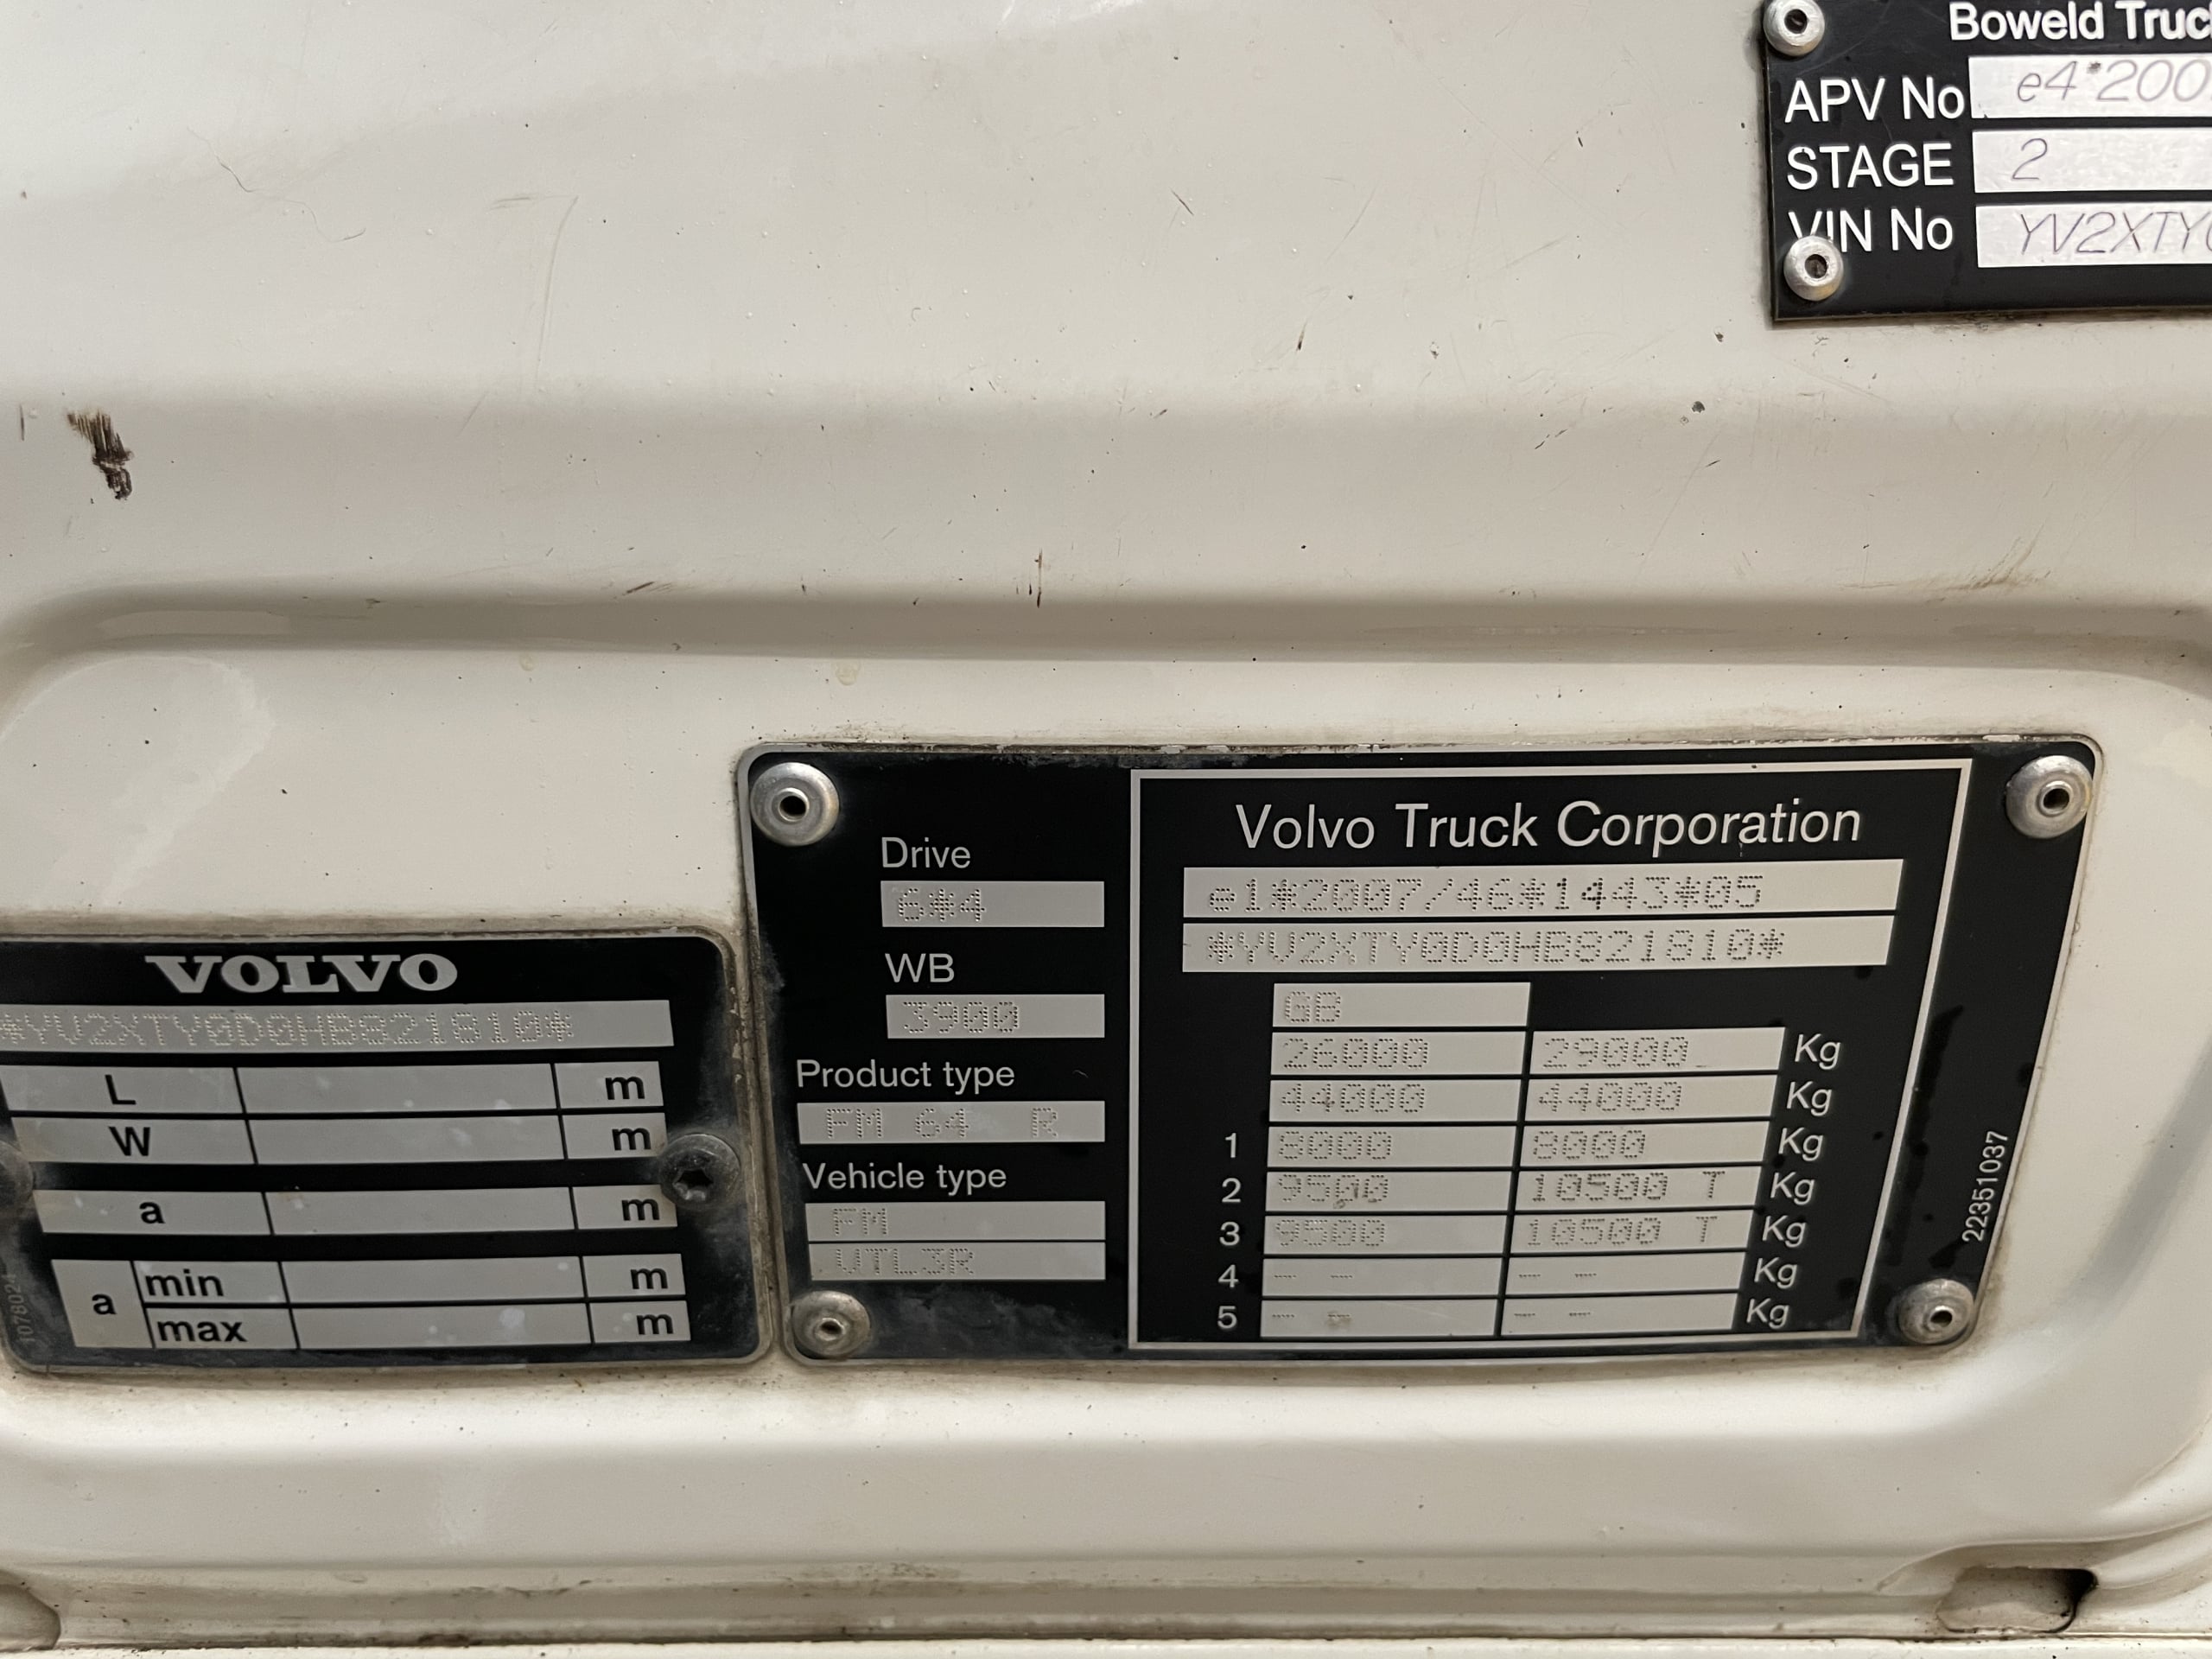 Boweld Truc
APV No e4*200
STAGE 2
VIN No YV2XTY
Drive
6*4
WB
3900
Product type
FM 64 R
Vehicle type
FM
VTL3R
Volvo Truck Corporation
e1*2007/46*1443*05
*YV2XTY0D0HB821810*
GB
26000 29000 Kg
44000 44000 Kg
1 8000 8000 Kg
2 9500 10500 T Kg
3 9500 10500 T Kg
4 -- -- -- -- Kg
5 -- -- -- -- Kg
22351037
VOLVO
*YV2XTY0D0HB821810*
L m
W m
a m
a min m
max m